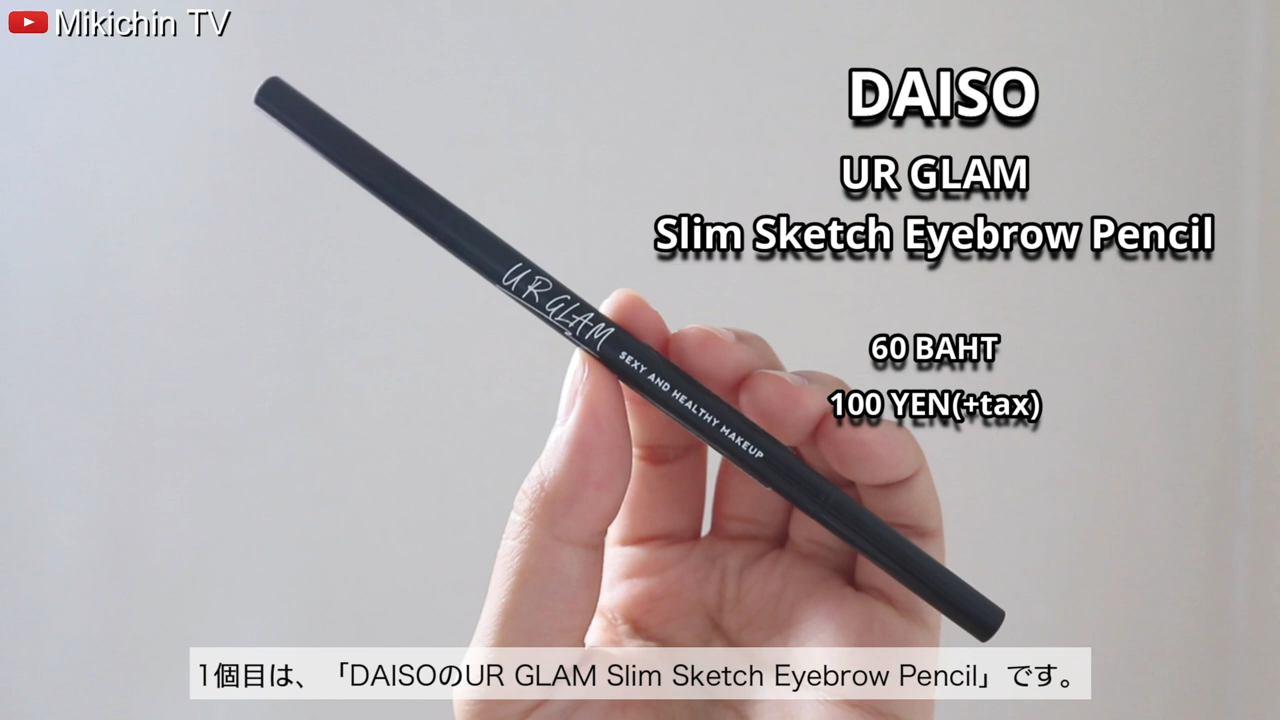 Mikichin TV
DAISO
UR GLAM
Slim Sketch Eyebrow Pencil
60 BAHT
100 YEN(+tax)
UR GLAM
SEXY AND HEALTHY MAKEUP
1個目は、「DAISOのUR GLAM Slim Sketch Eyebrow Pencil」です。